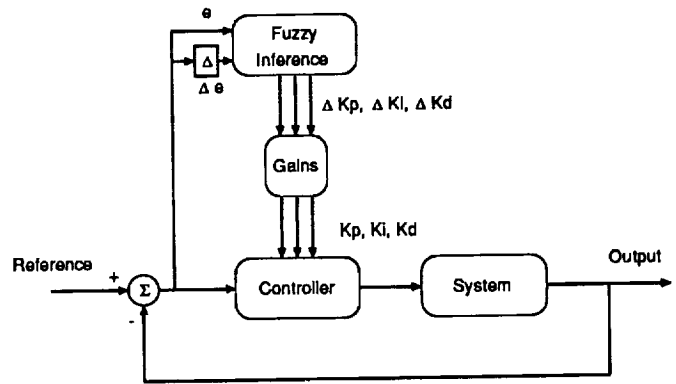 e
Fuzzy
Inference
Δ
Δ e
Δ Kp, Δ KI, Δ Kd
Gains
Kp, Ki, Kd
Reference
+
Σ
-
Controller
System
Output